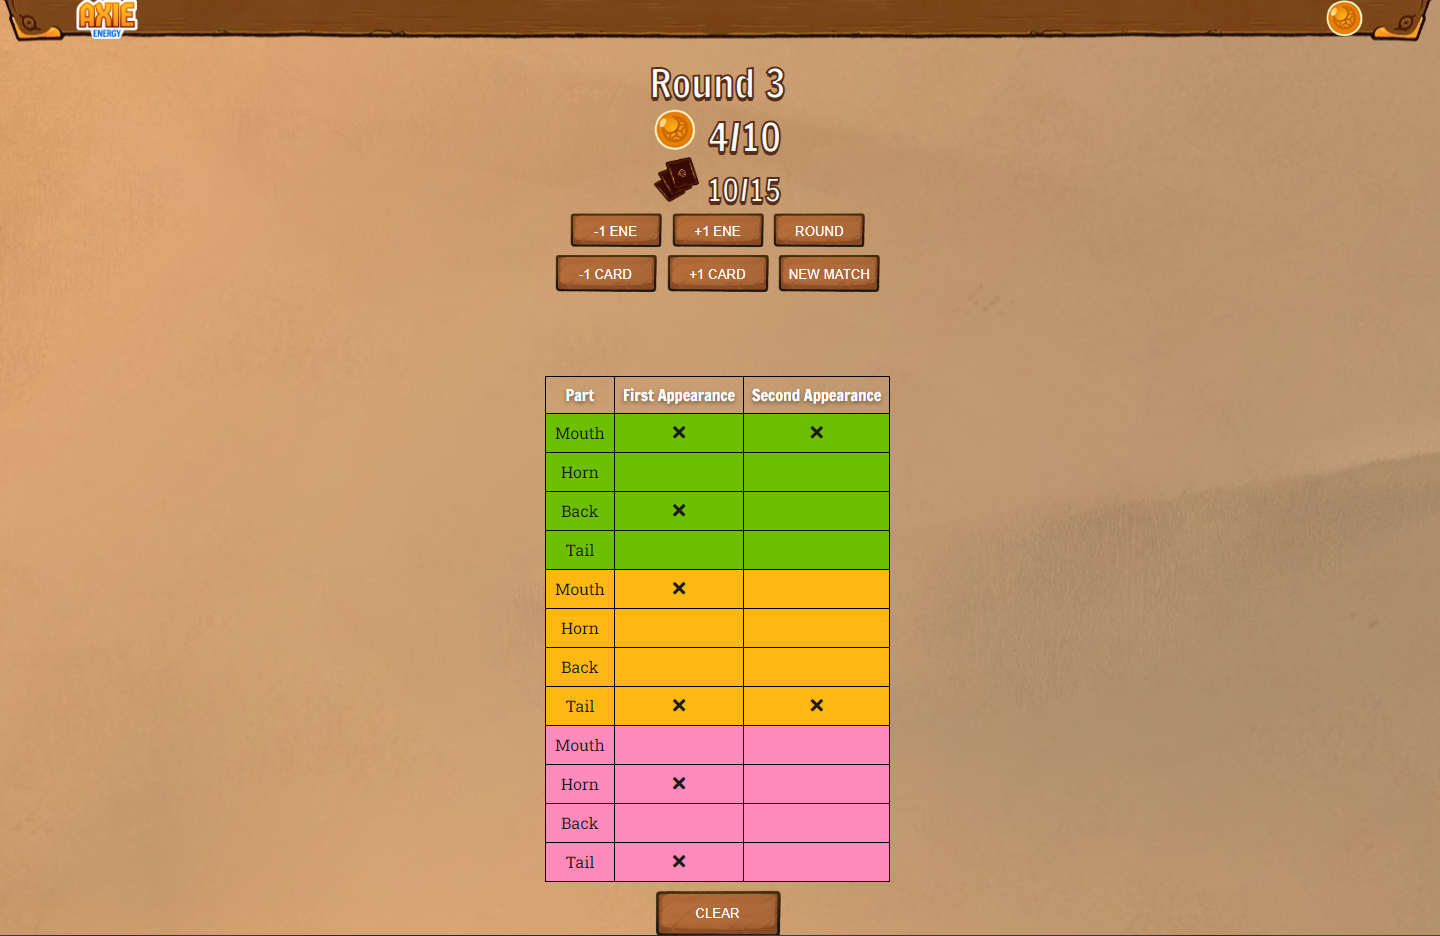 AXIE
ENERGY
Round 3
4/10
10/15
-1 ENE +1 ENE ROUND
-1 CARD +1 CARD NEW MATCH
Part First Appearance Second Appearance
Mouth × ×
Horn
Back ×
Tail
Mouth ×
Horn
Back
Tail × ×
Mouth
Horn ×
Back
Tail ×
CLEAR